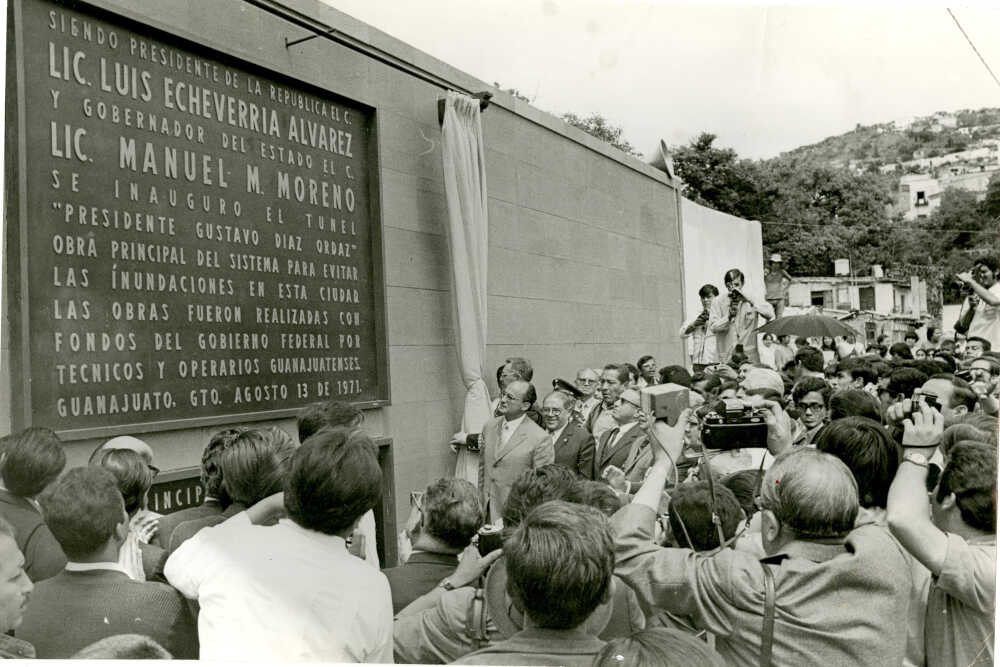 SIENDO PRESIDENTE DE LA REPUBLICA EL C.
LIC. LUIS ECHEVERRIA ALVAREZ
Y GOBERNADOR DEL ESTADO EL C.
LIC. MANUEL M. MORENO
SE INAUGURO EL TUNEL
"PRESIDENTE GUSTAVO DIAZ ORDAZ"
OBRA PRINCIPAL DEL SISTEMA PARA EVITAR
LAS INUNDACIONES EN ESTA CIUDAD
LAS OBRAS FUERON REALIZADAS CON
FONDOS DEL GOBIERNO FEDERAL POR
TECNICOS Y OPERARIOS GUANAJUATENSES.
GUANAJUATO, GTO. AGOSTO 13 DE 1971.